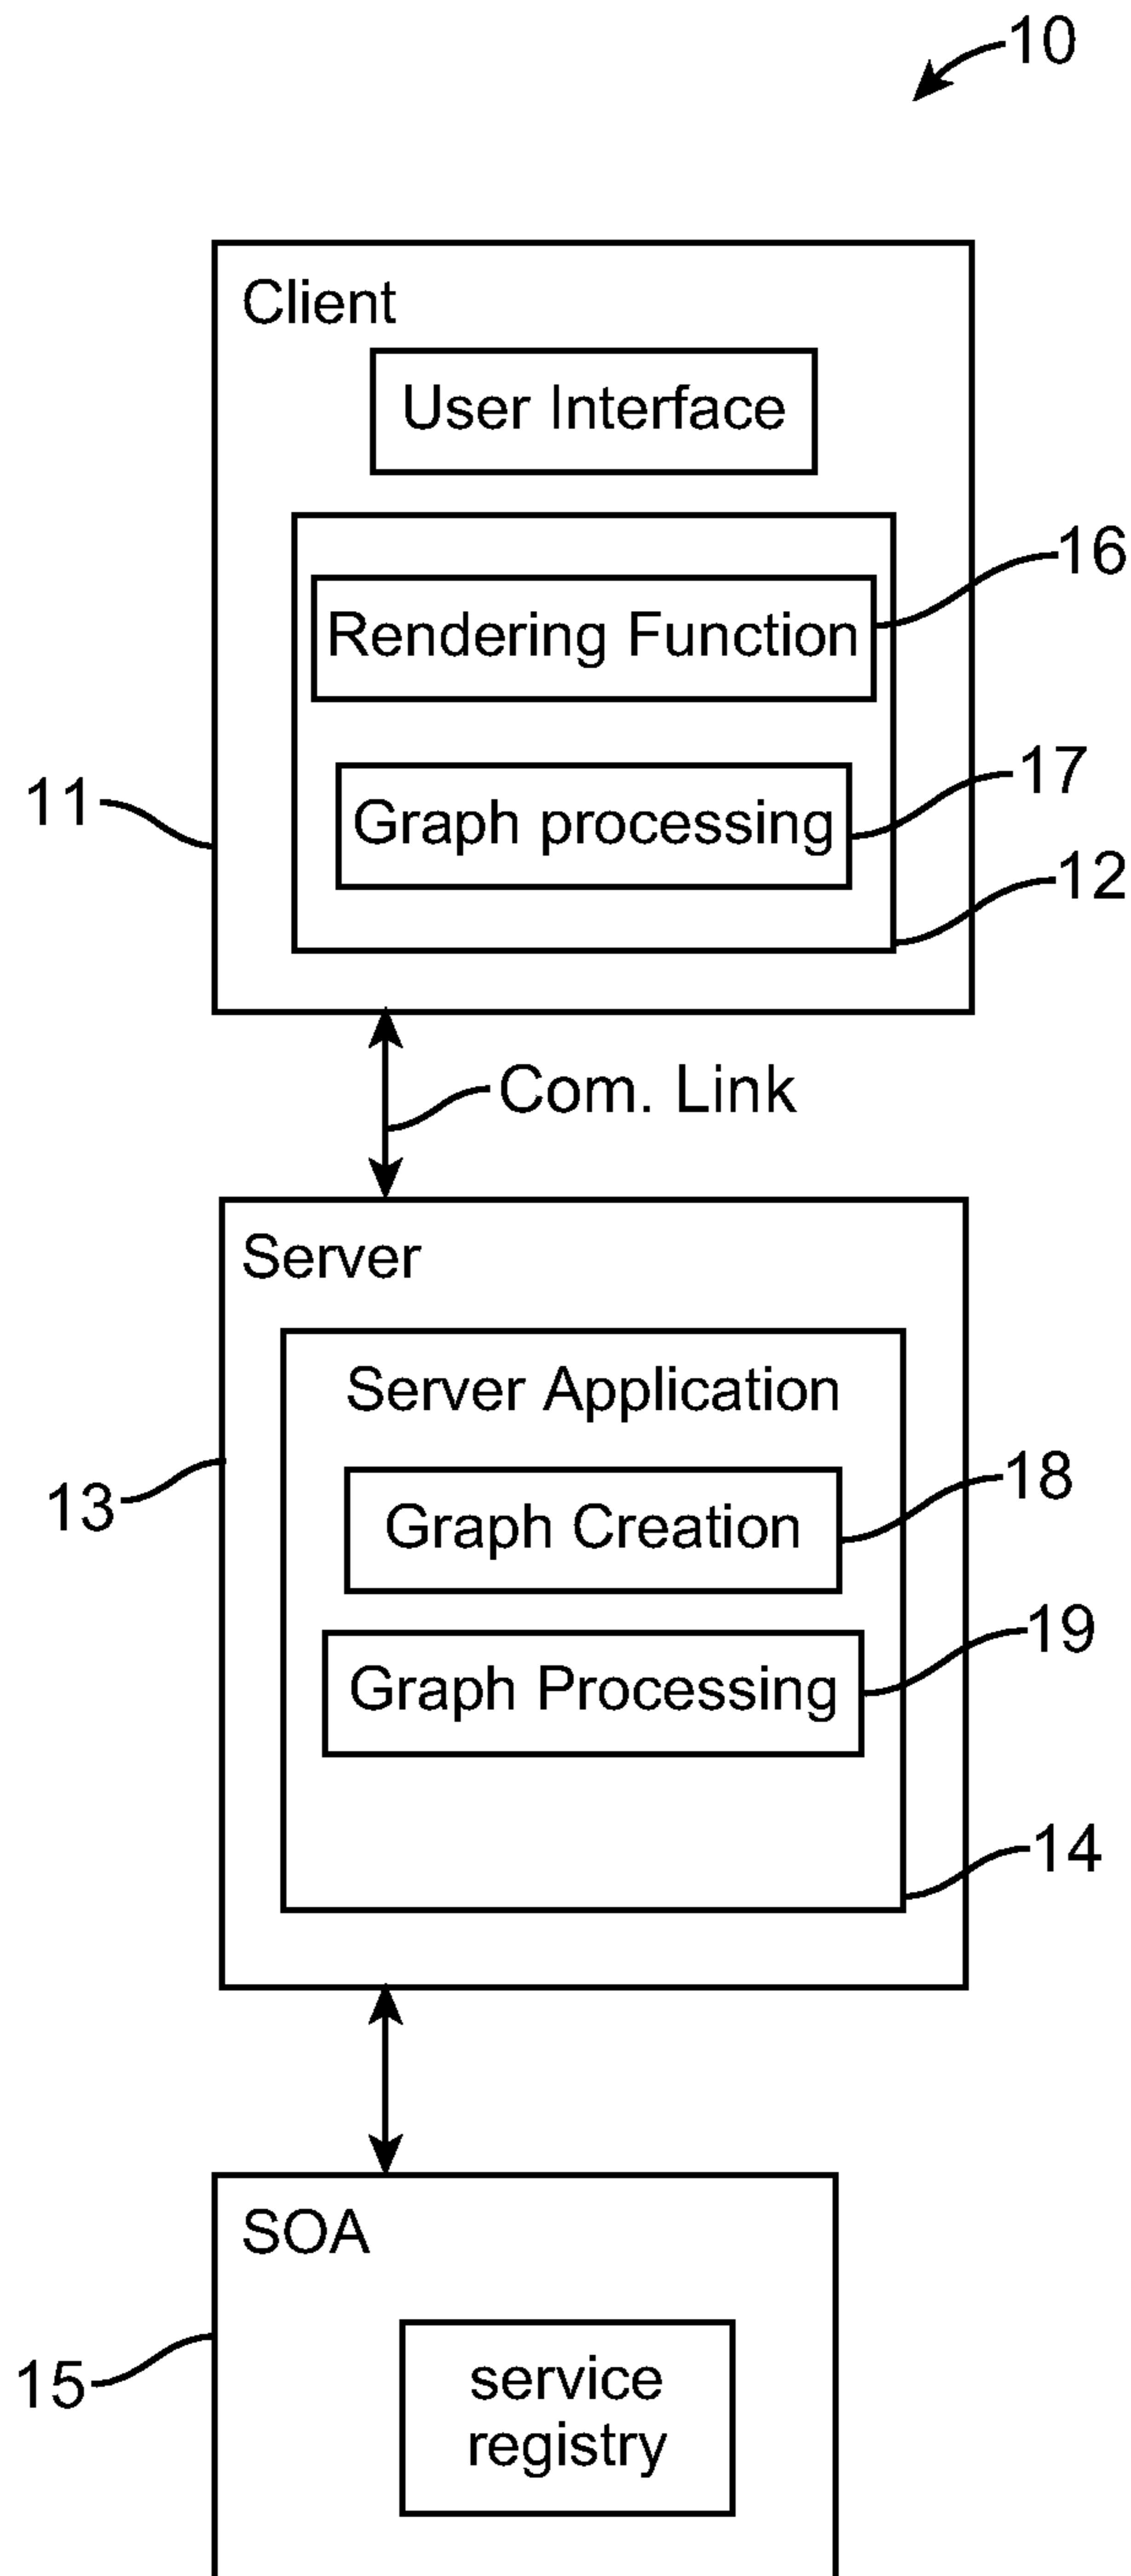 10
Client
User Interface
16
Rendering Function
17
Graph processing
11
12
Com. Link
Server
Server Application
18
Graph Creation
13
19
Graph Processing
14
SOA
15
service
registry